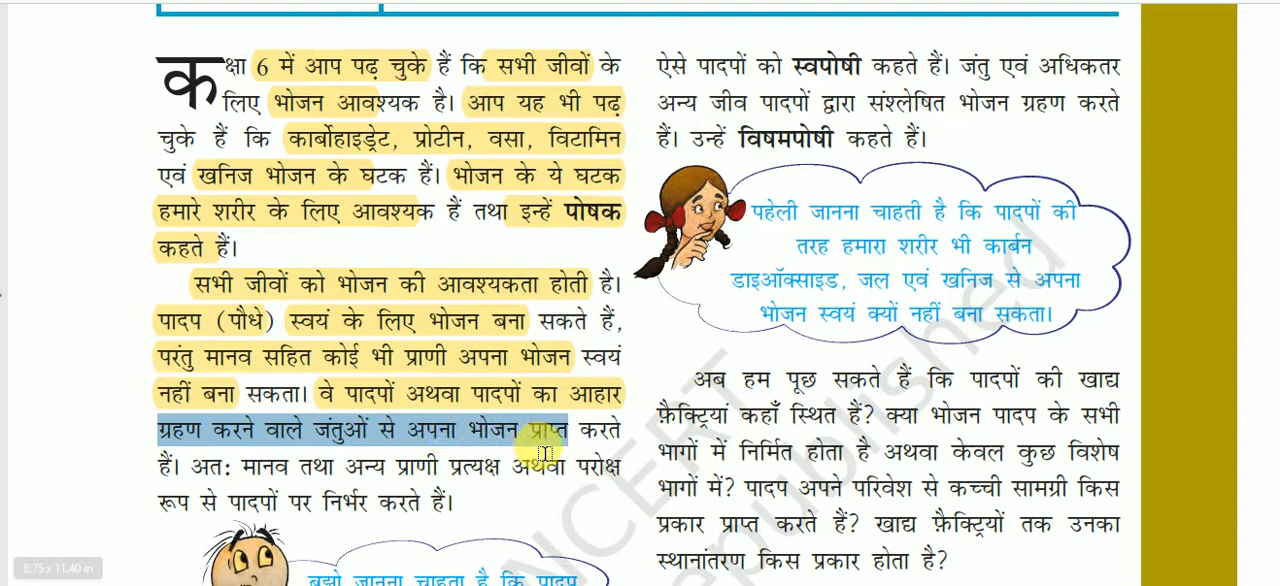 कक्षा 6 में आप पढ़ चुके हैं कि सभी जीवों के
लिए भोजन आवश्यक है। आप यह भी पढ़
चुके हैं कि कार्बोहाइड्रेट, प्रोटीन, वसा, विटामिन
एवं खनिज भोजन के घटक हैं। भोजन के ये घटक
हमारे शरीर के लिए आवश्यक हैं तथा इन्हें पोषक
कहते हैं।
सभी जीवों को भोजन की आवश्यकता होती है।
पादप (पौधे) स्वयं के लिए भोजन बना सकते हैं,
परंतु मानव सहित कोई भी प्राणी अपना भोजन स्वयं
नहीं बना सकता। वे पादपों अथवा पादपों का आहार
ग्रहण करने वाले जंतुओं से अपना भोजन प्राप्त करते
हैं। अत: मानव तथा अन्य प्राणी प्रत्यक्ष अथवा परोक्ष
रूप से पादपों पर निर्भर करते हैं।
बूझो जानना चाहता है कि पादप
ऐसे पादपों को स्वपोषी कहते हैं। जंतु एवं अधिकतर
अन्य जीव पादपों द्वारा संश्लेषित भोजन ग्रहण करते
हैं। उन्हें विषमपोषी कहते हैं।
पहेली जानना चाहती है कि पादपों की
तरह हमारा शरीर भी कार्बन
डाइऑक्साइड, जल एवं खनिज से अपना
भोजन स्वयं क्यों नहीं बना सकता।
अब हम पूछ सकते हैं कि पादपों की खाद्य
फ़ैक्ट्रियां कहाँ स्थित हैं? क्या भोजन पादप के सभी
भागों में निर्मित होता है अथवा केवल कुछ विशेष
भागों में? पादप अपने परिवेश से कच्ची सामग्री किस
प्रकार प्राप्त करते हैं? खाद्य फ़ैक्ट्रियों तक उनका
स्थानांतरण किस प्रकार होता है?
NCERT
republished
8.75 x 11.40 in